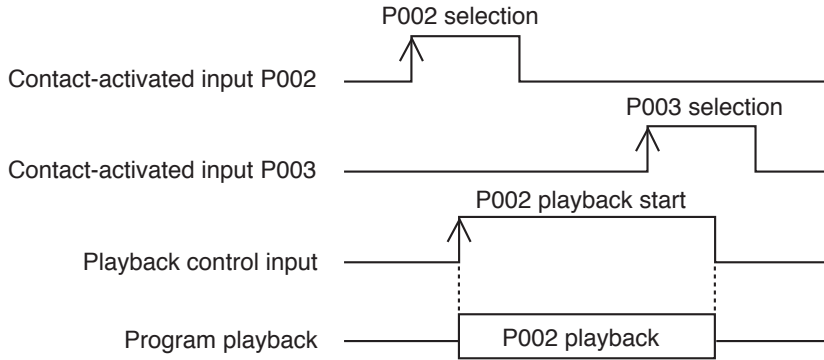 P002 selection
Contact-activated input P002
P003 selection
Contact-activated input P003
P002 playback start
Playback control input
Program playback
P002 playback